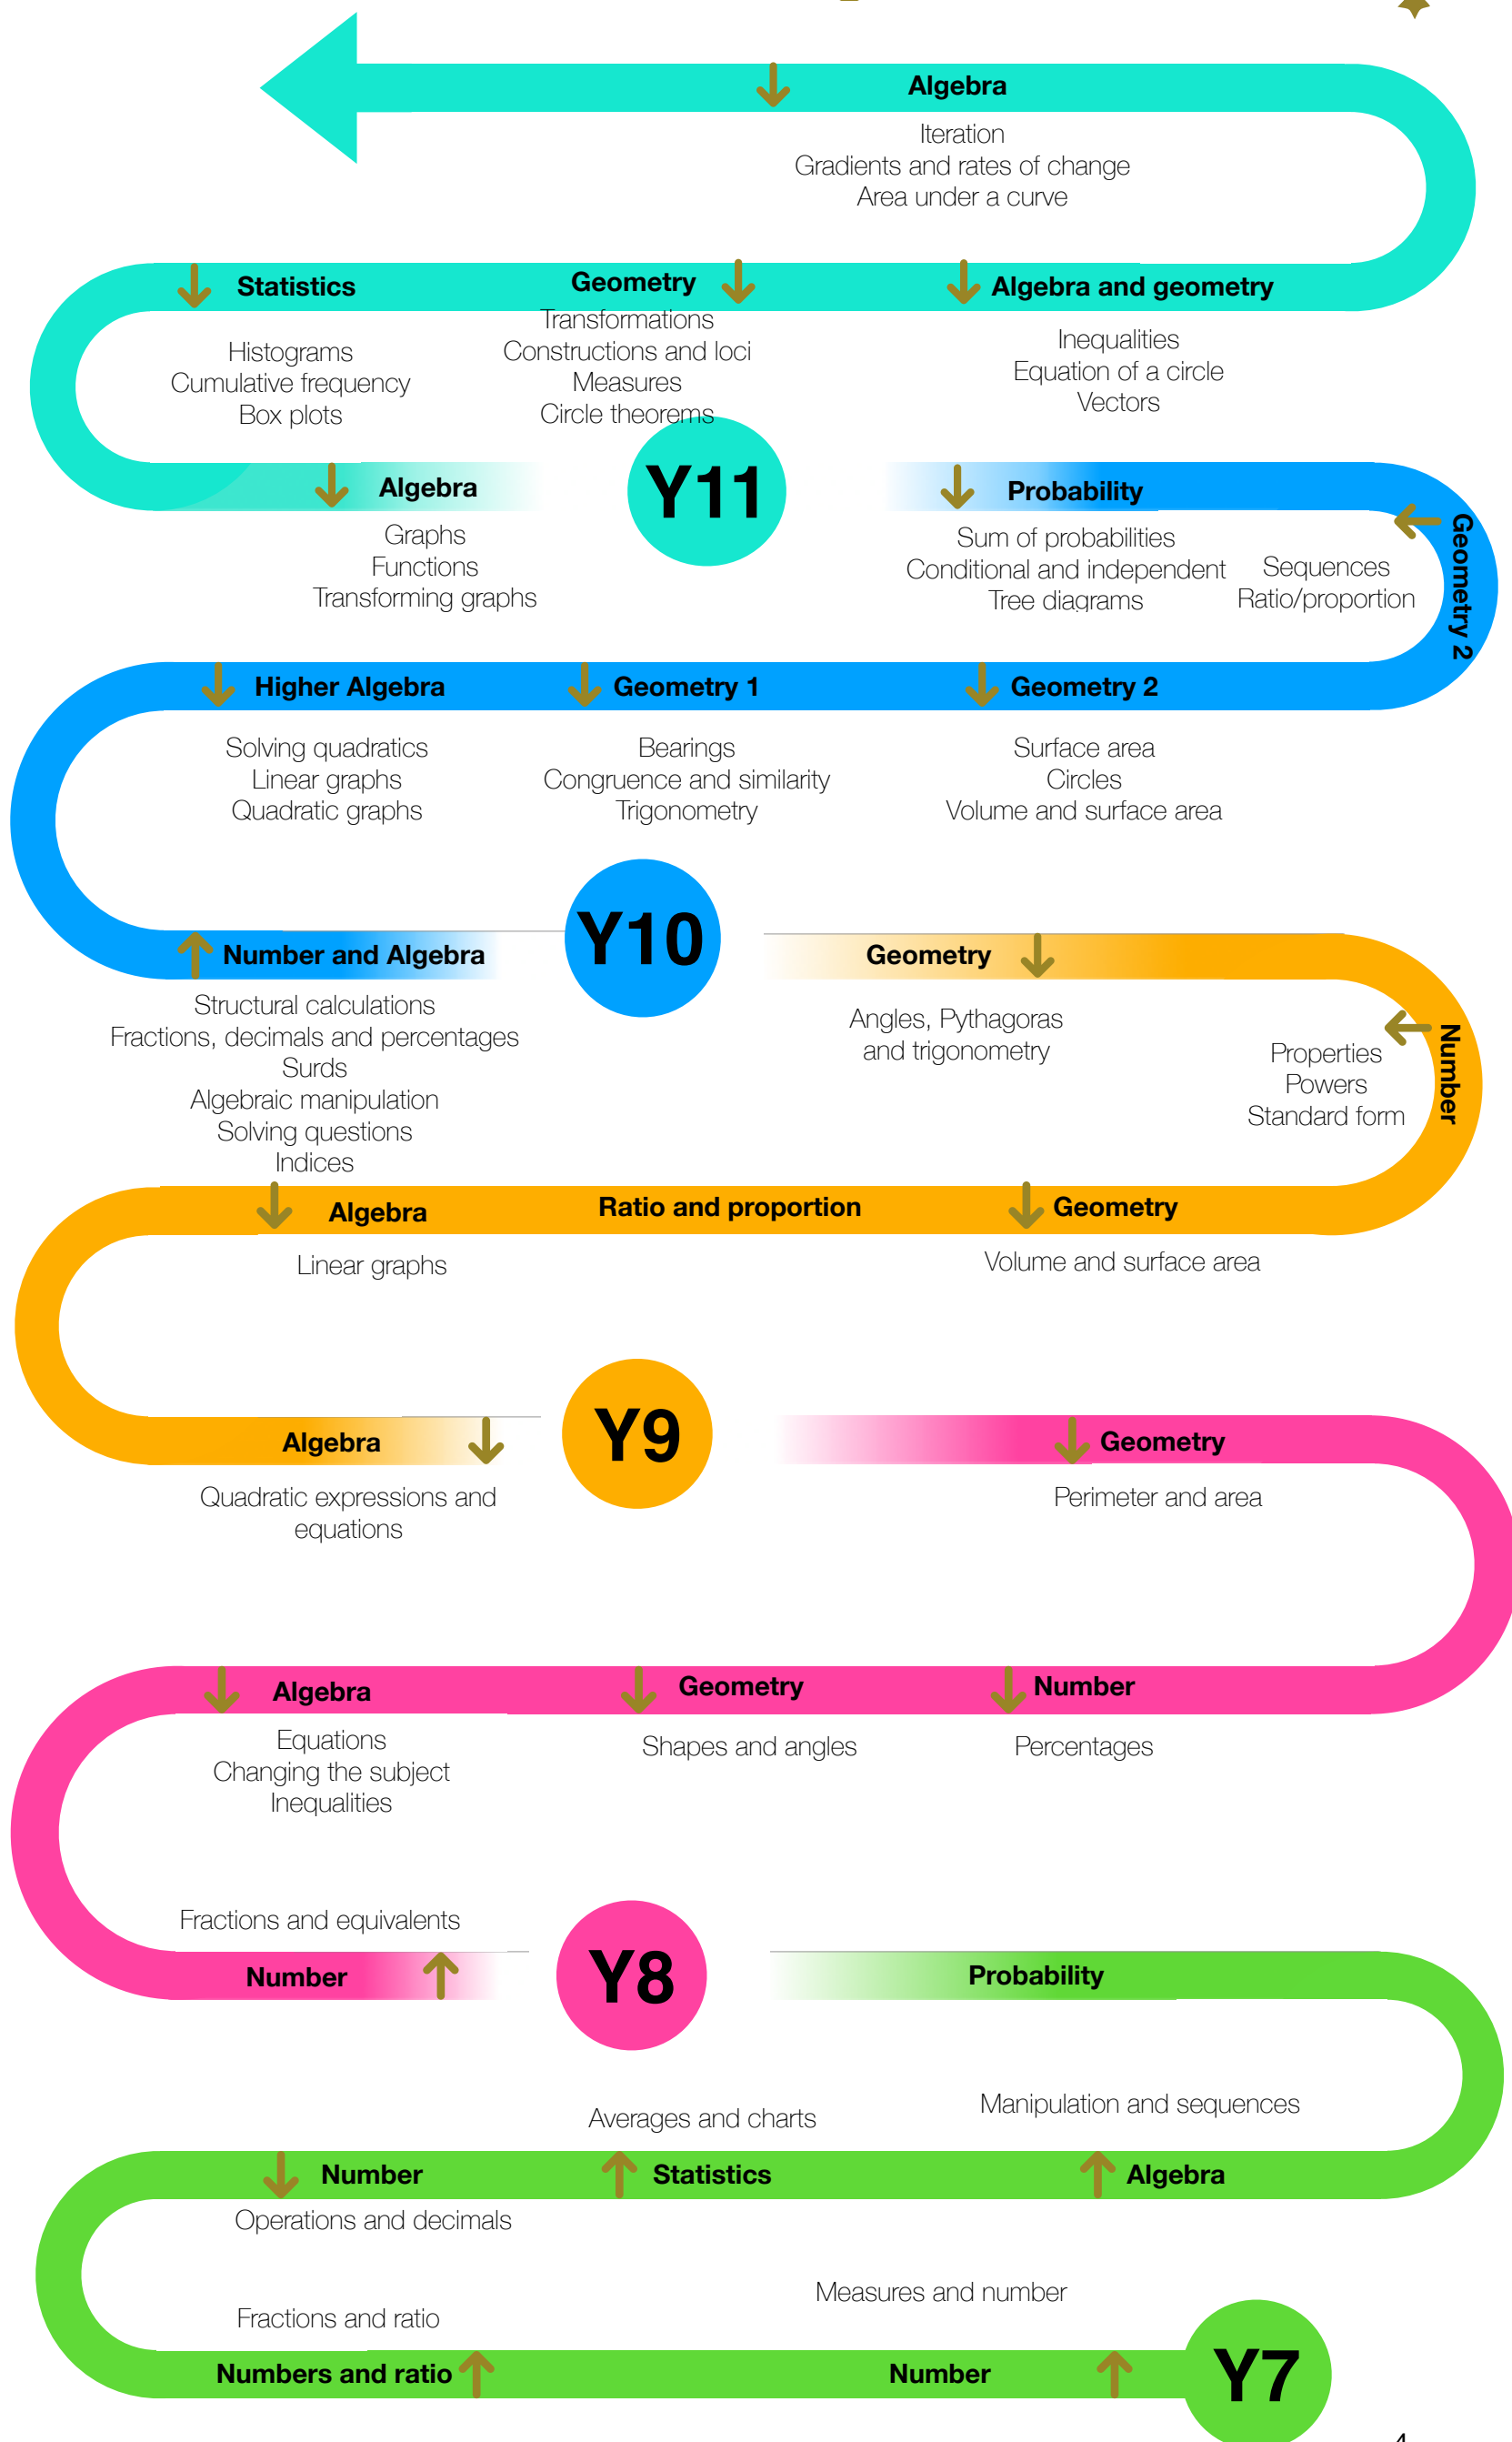 Algebra
Iteration
Gradients and rates of change
Area under a curve
Statistics
Histograms
Cumulative frequency
Box plots
Geometry
Transformations
Constructions and loci
Measures
Circle theorems
Algebra and geometry
Inequalities
Equation of a circle
Vectors
Algebra
Graphs
Functions
Transforming graphs
Y11
Probability
Sum of probabilities
Conditional and independent
Tree diagrams
Geometry 2
Sequences
Ratio/proportion
Higher Algebra
Solving quadratics
Linear graphs
Quadratic graphs
Geometry 1
Bearings
Congruence and similarity
Trigonometry
Geometry 2
Surface area
Circles
Volume and surface area
Number and Algebra
Structural calculations
Fractions, decimals and percentages
Surds
Algebraic manipulation
Solving questions
Indices
Y10
Geometry
Angles, Pythagoras
and trigonometry
Number
Properties
Powers
Standard form
Algebra
Linear graphs
Ratio and proportion
Geometry
Volume and surface area
Algebra
Quadratic expressions and
equations
Y9
Geometry
Perimeter and area
Algebra
Equations
Changing the subject
Inequalities
Geometry
Shapes and angles
Number
Percentages
Fractions and equivalents
Number
Y8
Probability
Averages and charts
Manipulation and sequences
Number
Operations and decimals
Statistics
Algebra
Fractions and ratio
Measures and number
Numbers and ratio
Number
Y7